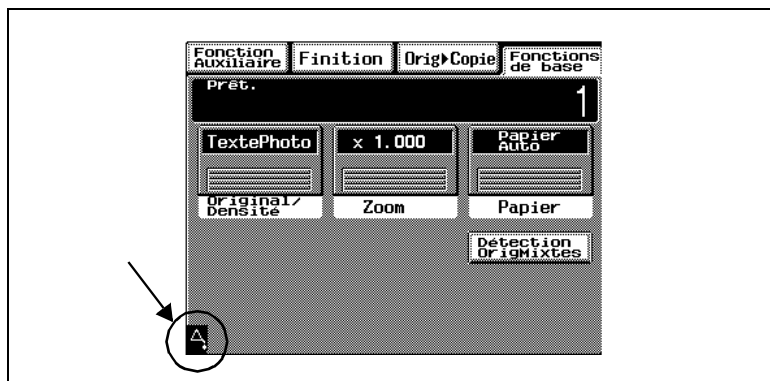 Fonction
Auxiliaire
Finition
Orig▸Copie
Fonctions
de base
Prêt.
1
TextePhoto
x 1.000
Papier
Auto
Original/
Densité
Zoom
Papier
Détection
OrigMixtes